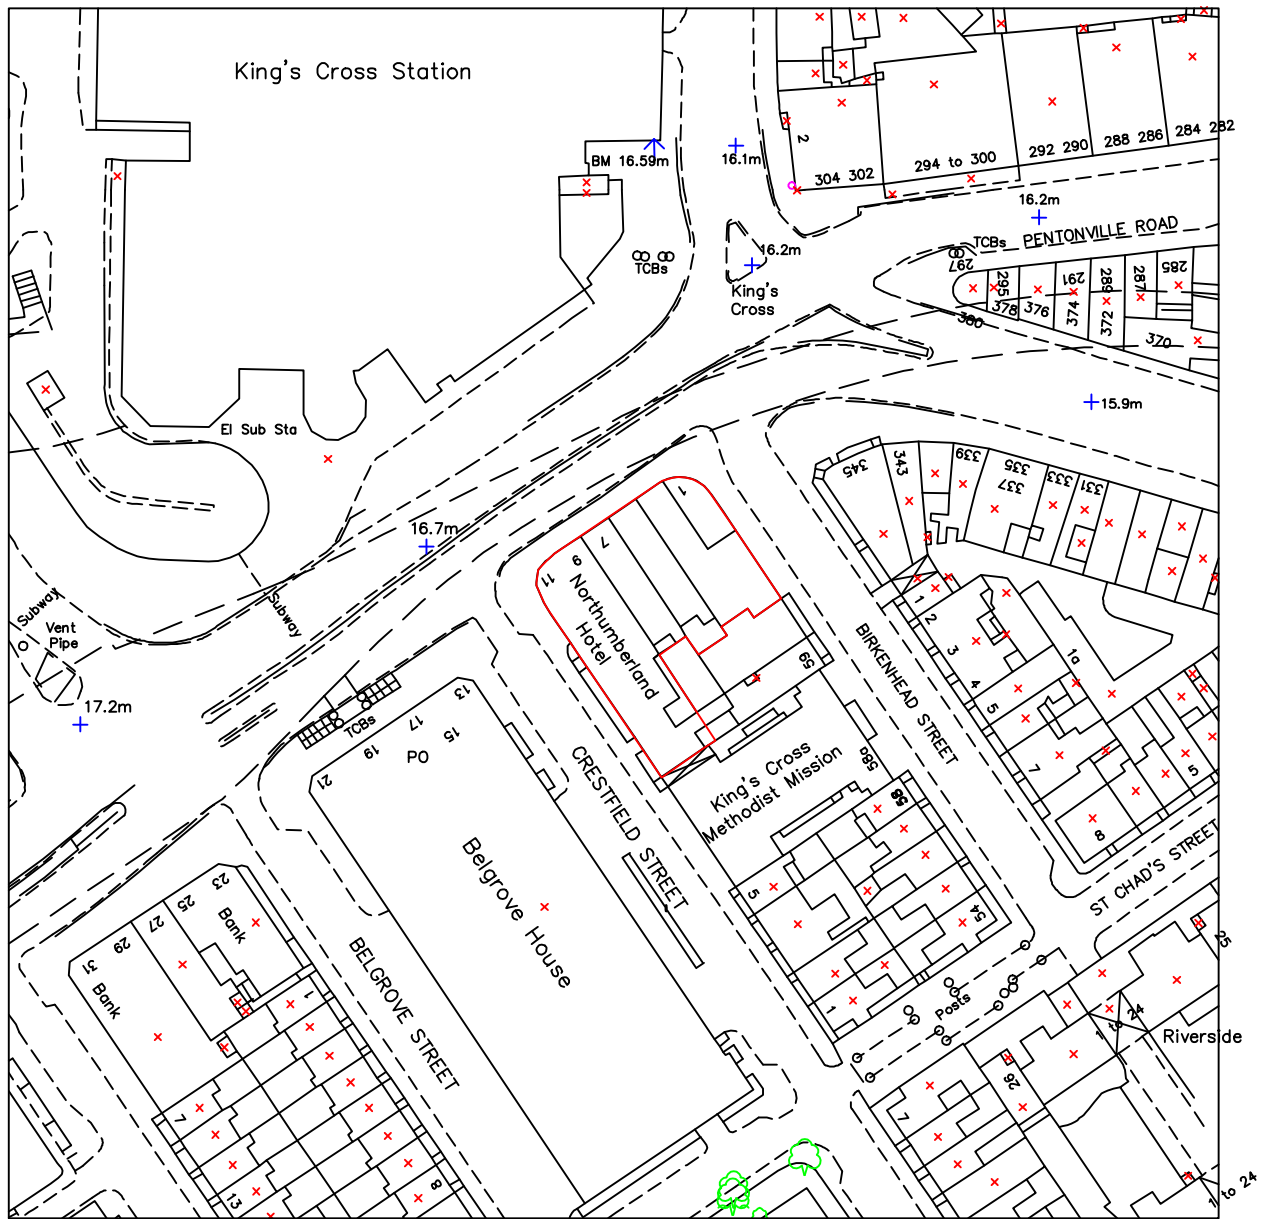 King's Cross Station
BM 16.59m
16.1m
2
304 302
294 to 300
292 290
288 286
284 282
16.2m
PENTONVILLE ROAD
TCBs
TCBs
16.2m
King's
Cross
297
295
291
289
287
285
380
378
376
374
372
370
15.9m
El Sub Sta
16.7m
345
343
339
335
337
333
331
1
7
9
11
Northumberland
Hotel
59
Subway
Subway
Vent
Pipe
17.2m
TCBs
13
15
17
19
21
PO
Belgrove House
CRESTFIELD STREET
BIRKENHEAD STREET
King's Cross
Methodist Mission
58a
58
54
5
1
1
2
3
4
5
7
8
1a
5
ST CHAD'S STREET
25
23
25
27
29
31
Bank
Bank
BELGROVE STREET
1
7
13
8
Posts
1 to 24
Riverside
26
7
1 to 24